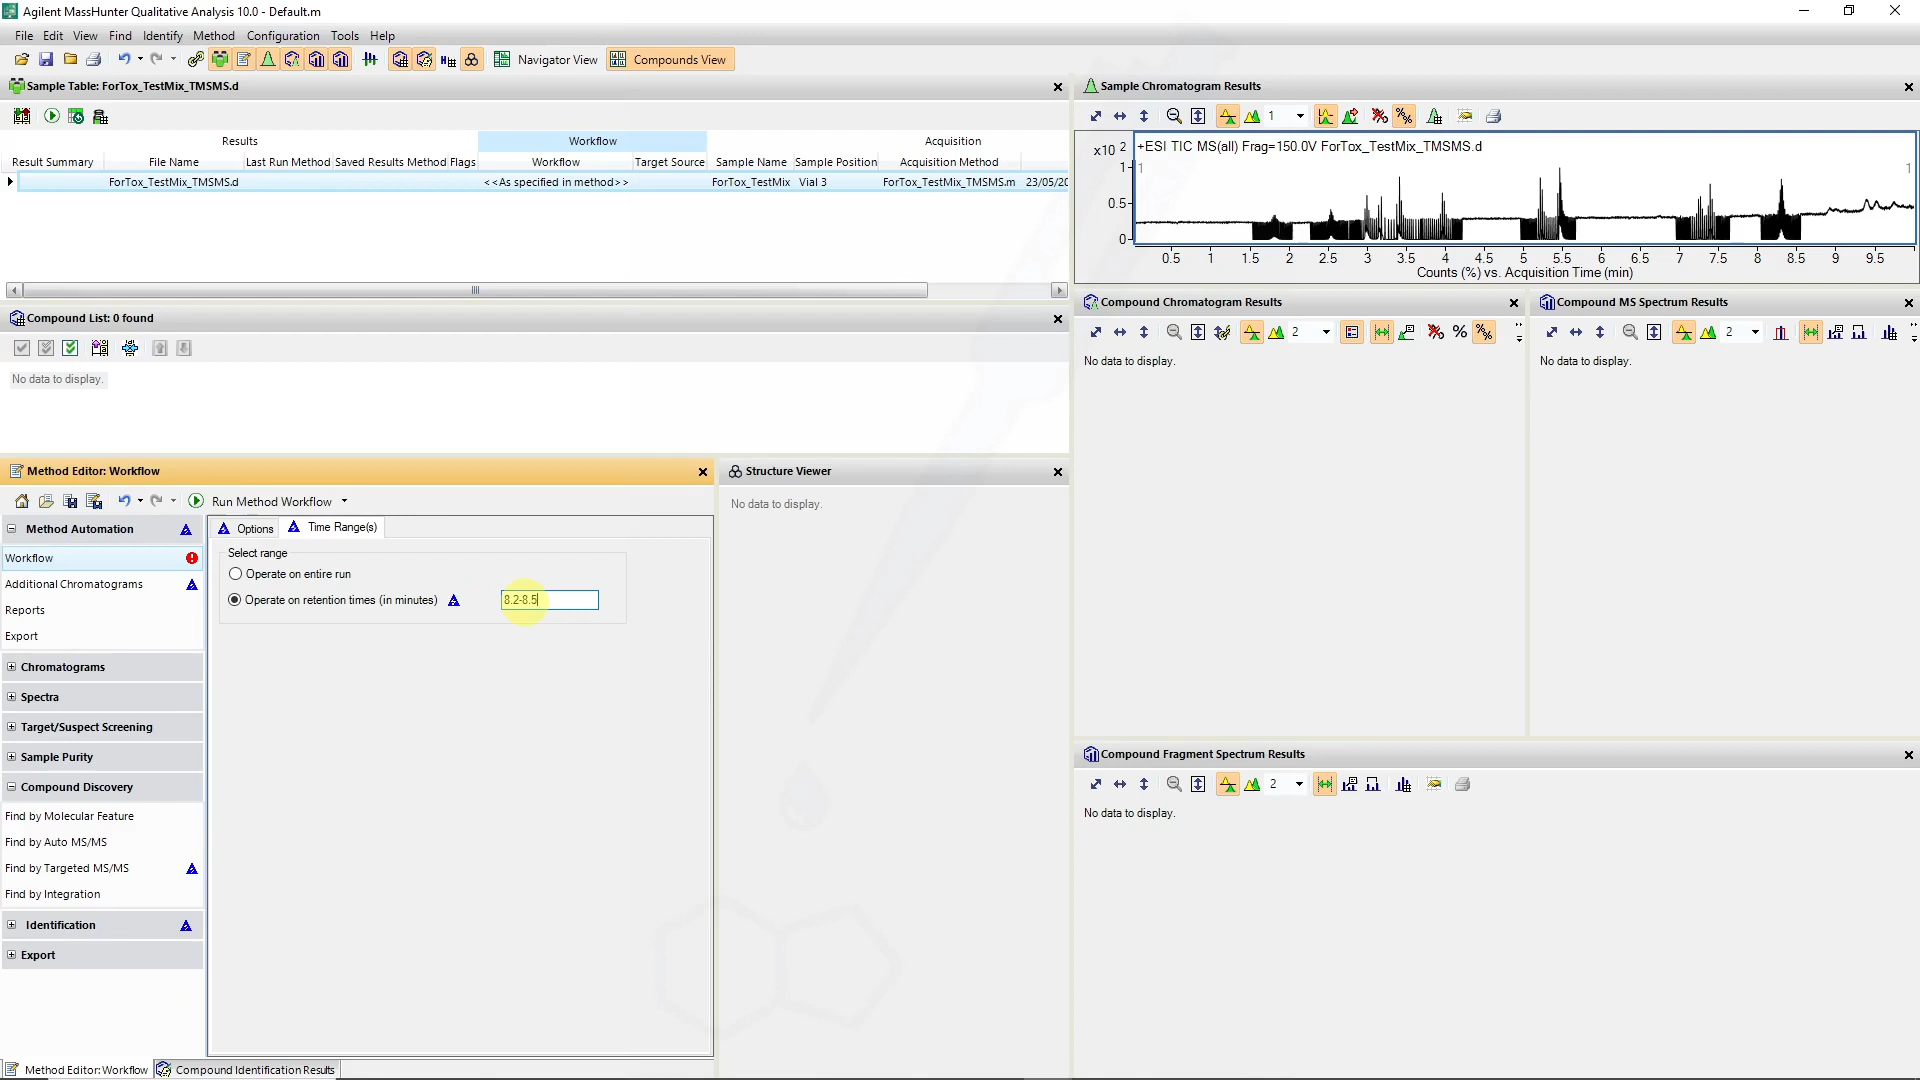 Agilent MassHunter Qualitative Analysis 10.0 - Default.m
File Edit View Find Identify Method Configuration Tools Help
Navigator View Compounds View
Sample Table: ForTox_TestMix_TMSMS.d
Results Workflow Acquisition
Result Summary File Name Last Run Method Saved Results Method Flags Workflow Target Source Sample Name Sample Position Acquisition Method
ForTox_TestMix_TMSMS.d <<As specified in method>> ForTox_TestMix Vial 3 ForTox_TestMix_TMSMS.m 23/05/20
Compound List: 0 found
No data to display.
Method Editor: Workflow
Run Method Workflow
Method Automation
Workflow
Additional Chromatograms
Reports
Export
Chromatograms
Spectra
Target/Suspect Screening
Sample Purity
Compound Discovery
Find by Molecular Feature
Find by Auto MS/MS
Find by Targeted MS/MS
Find by Integration
Identification
Export
Options Time Range(s)
Select range
Operate on entire run
Operate on retention times (in minutes) 8.2-8.5
Method Editor: Workflow Compound Identification Results
Structure Viewer
No data to display.
Sample Chromatogram Results
1
x10 2
+ESI TIC MS(all) Frag=150.0V ForTox_TestMix_TMSMS.d
1
1 1
0.5
0
0.5 1 1.5 2 2.5 3 3.5 4 4.5 5 5.5 6 6.5 7 7.5 8 8.5 9 9.5
Counts (%) vs. Acquisition Time (min)
Compound Chromatogram Results
2
No data to display.
Compound MS Spectrum Results
2
No data to display.
Compound Fragment Spectrum Results
2
No data to display.